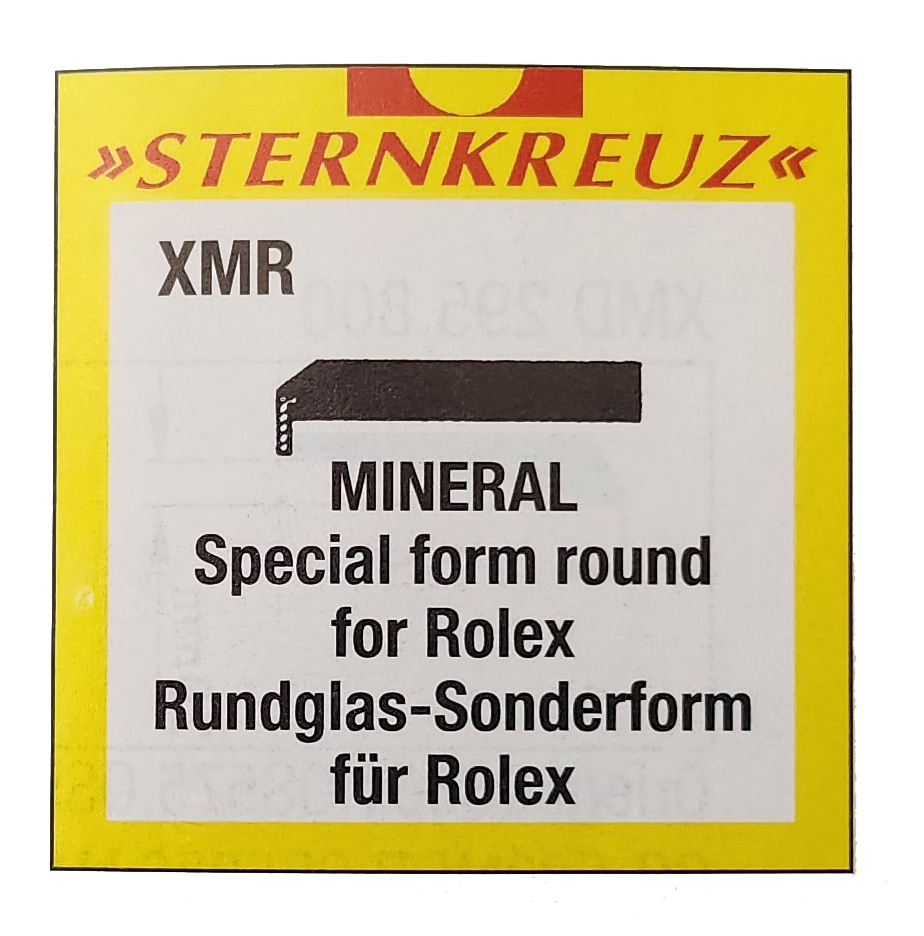 »STERNKREUZ«
XMR
MINERAL
Special form round
for Rolex
Rundglas-Sonderform
für Rolex